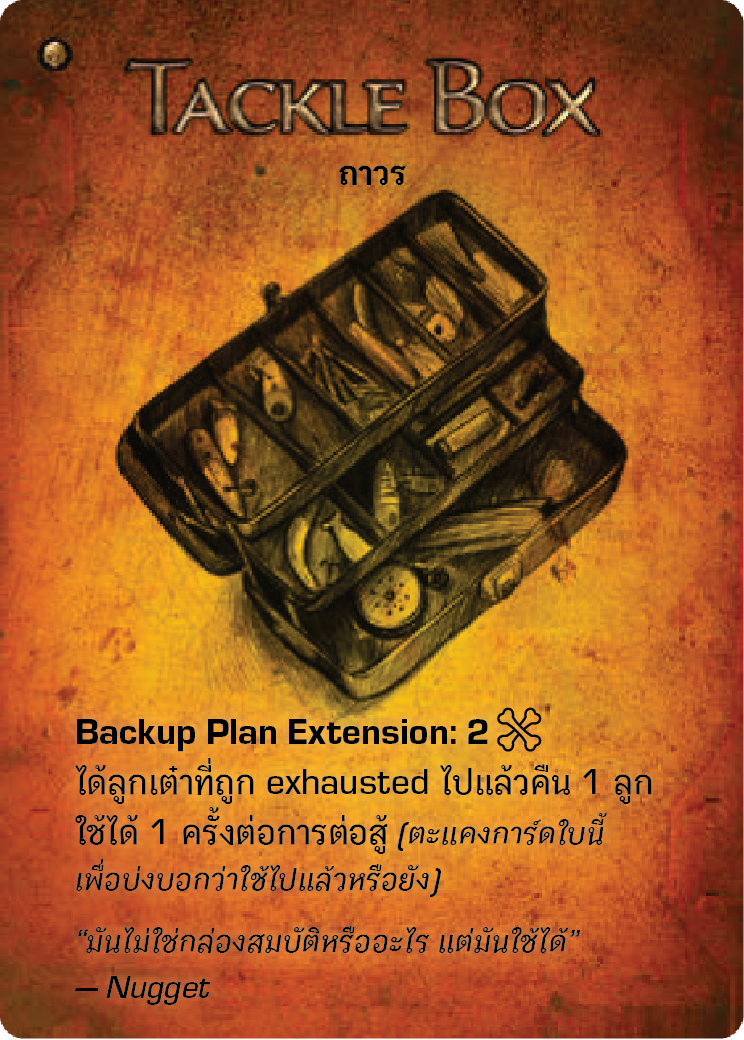 TACKLE BOX
ถาวร
Backup Plan Extension: 2
ได้ลูกเต๋าที่ถูก exhausted ไปแล้วคืน 1 ลูก
ใช้ได้ 1 ครั้งต่อการต่อสู้ (ตะแคงการ์ดใบนี้
เพื่อบ่งบอกว่าใช้ไปแล้วหรือยัง)
“มันไม่ใช่กล่องสมบัติหรืออะไร แต่มันใช้ได้”
— Nugget